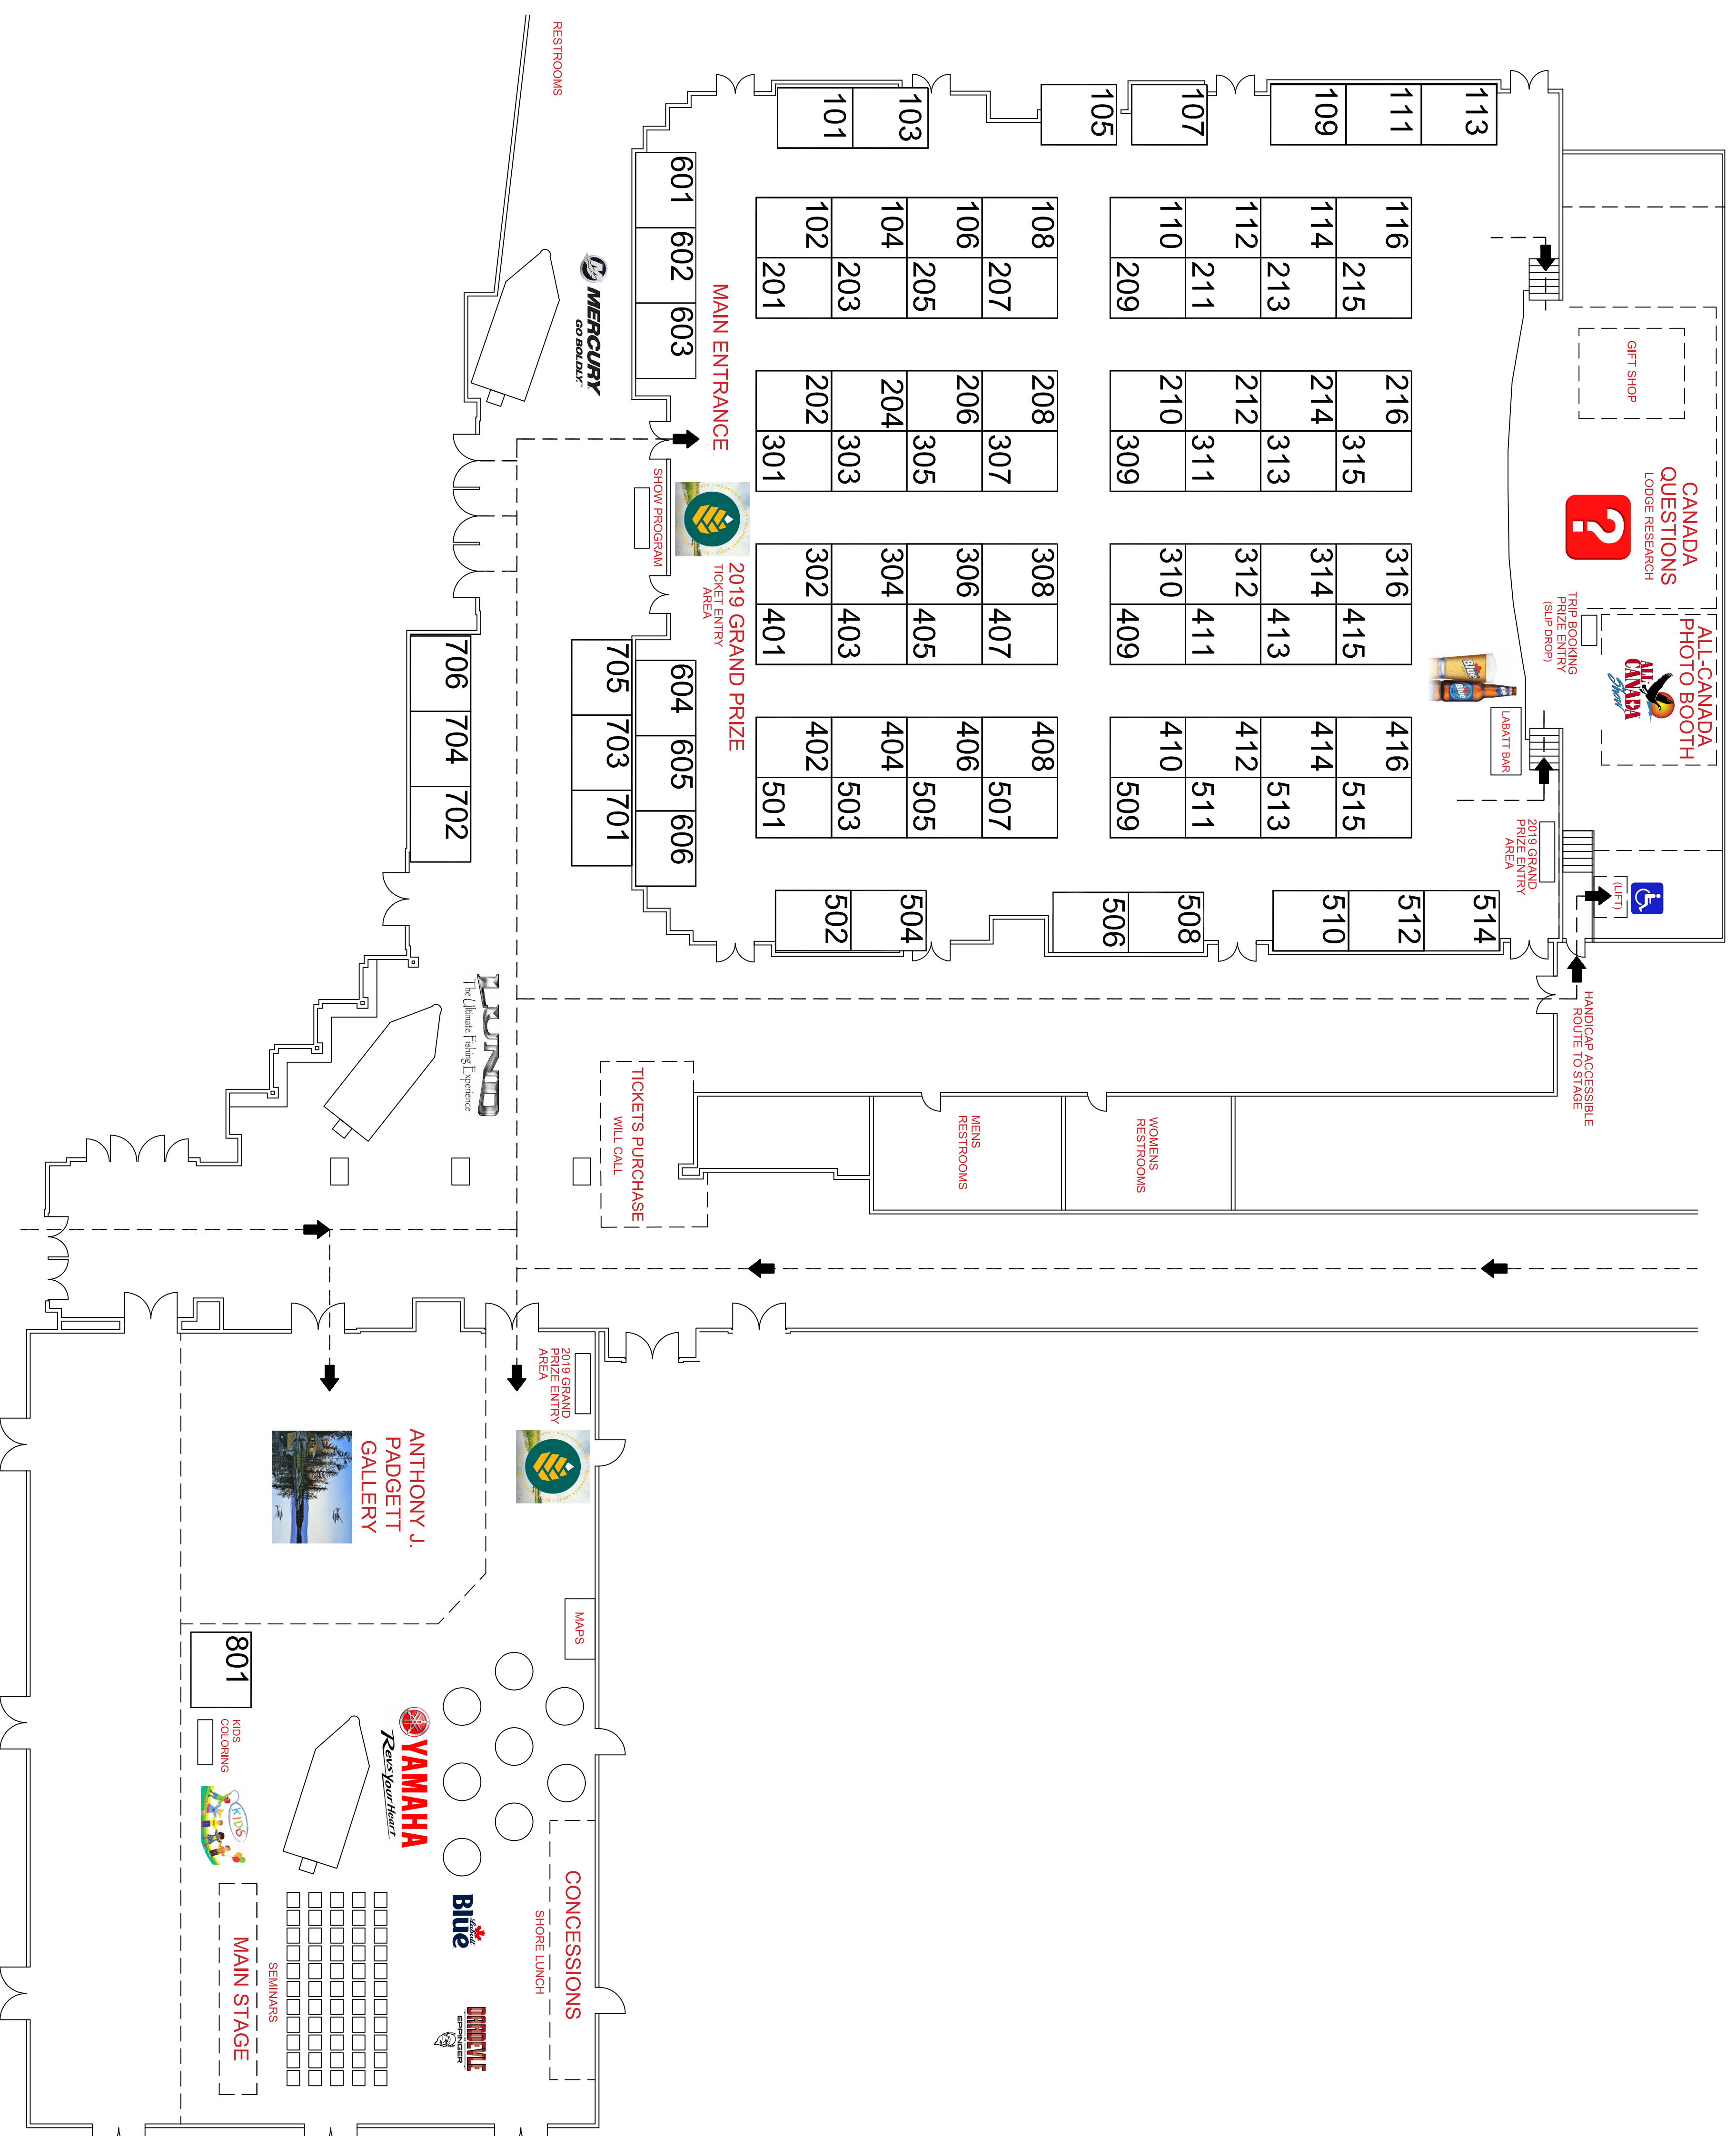 RESTROOMS
101
103
105
107
109
111
113
601
602
603
MERCURY
GO BOLDLY.
MAIN ENTRANCE
102
104
106
108
110
112
114
116
201
203
205
207
209
211
213
215
GIFT SHOP
202
204
206
208
210
212
214
216
301
303
305
307
309
311
313
315
CANADA
QUESTIONS
LODGE RESEARCH
?
SHOW PROGRAM
2019 GRAND PRIZE
TICKET ENTRY
AREA
302
304
306
308
310
312
314
316
401
403
405
407
409
411
413
415
TRIP BOOKING
PRIZE ENTRY
(SLIP DROP)
ALL-CANADA
PHOTO BOOTH
ALL
CANADA
Show
Blue
LABATT BAR
706
704
702
705
703
701
604
605
606
402
404
406
408
410
412
414
416
501
503
505
507
509
511
513
515
2019 GRAND
PRIZE ENTRY
AREA
(LIFT)
502
504
506
508
510
512
514
HANDICAP ACCESSIBLE
ROUTE TO STAGE
LUND
The Ultimate Fishing Experience
TICKETS PURCHASE
WILL CALL
MENS
RESTROOMS
WOMENS
RESTROOMS
2019 GRAND
PRIZE ENTRY
AREA
ANTHONY J.
PADGETT
GALLERY
MAPS
801
KIDS
COLORING
KIDS
YAMAHA
Revs Your Heart
CONCESSIONS
SHORE LUNCH
Labatt
Blue
DARDEVLE
EPPINGER
SEMINARS
MAIN STAGE